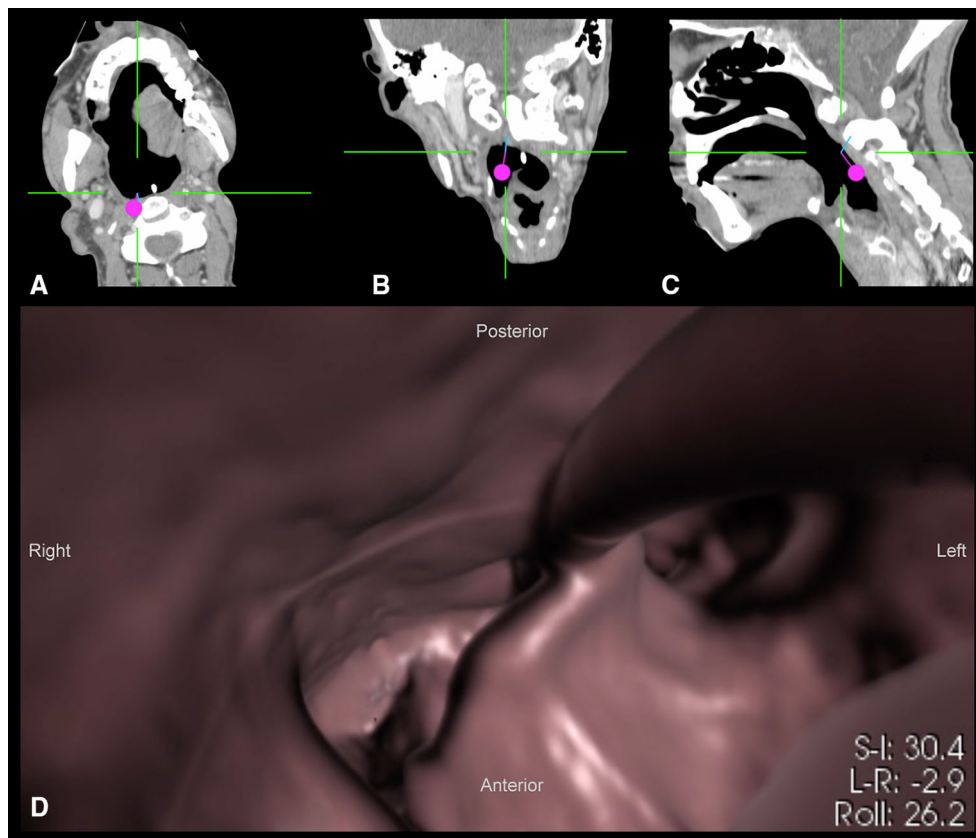 A
B
C
Posterior
Right
Left
Anterior
S-I: 30.4
L-R: -2.9
Roll: 26.2
D